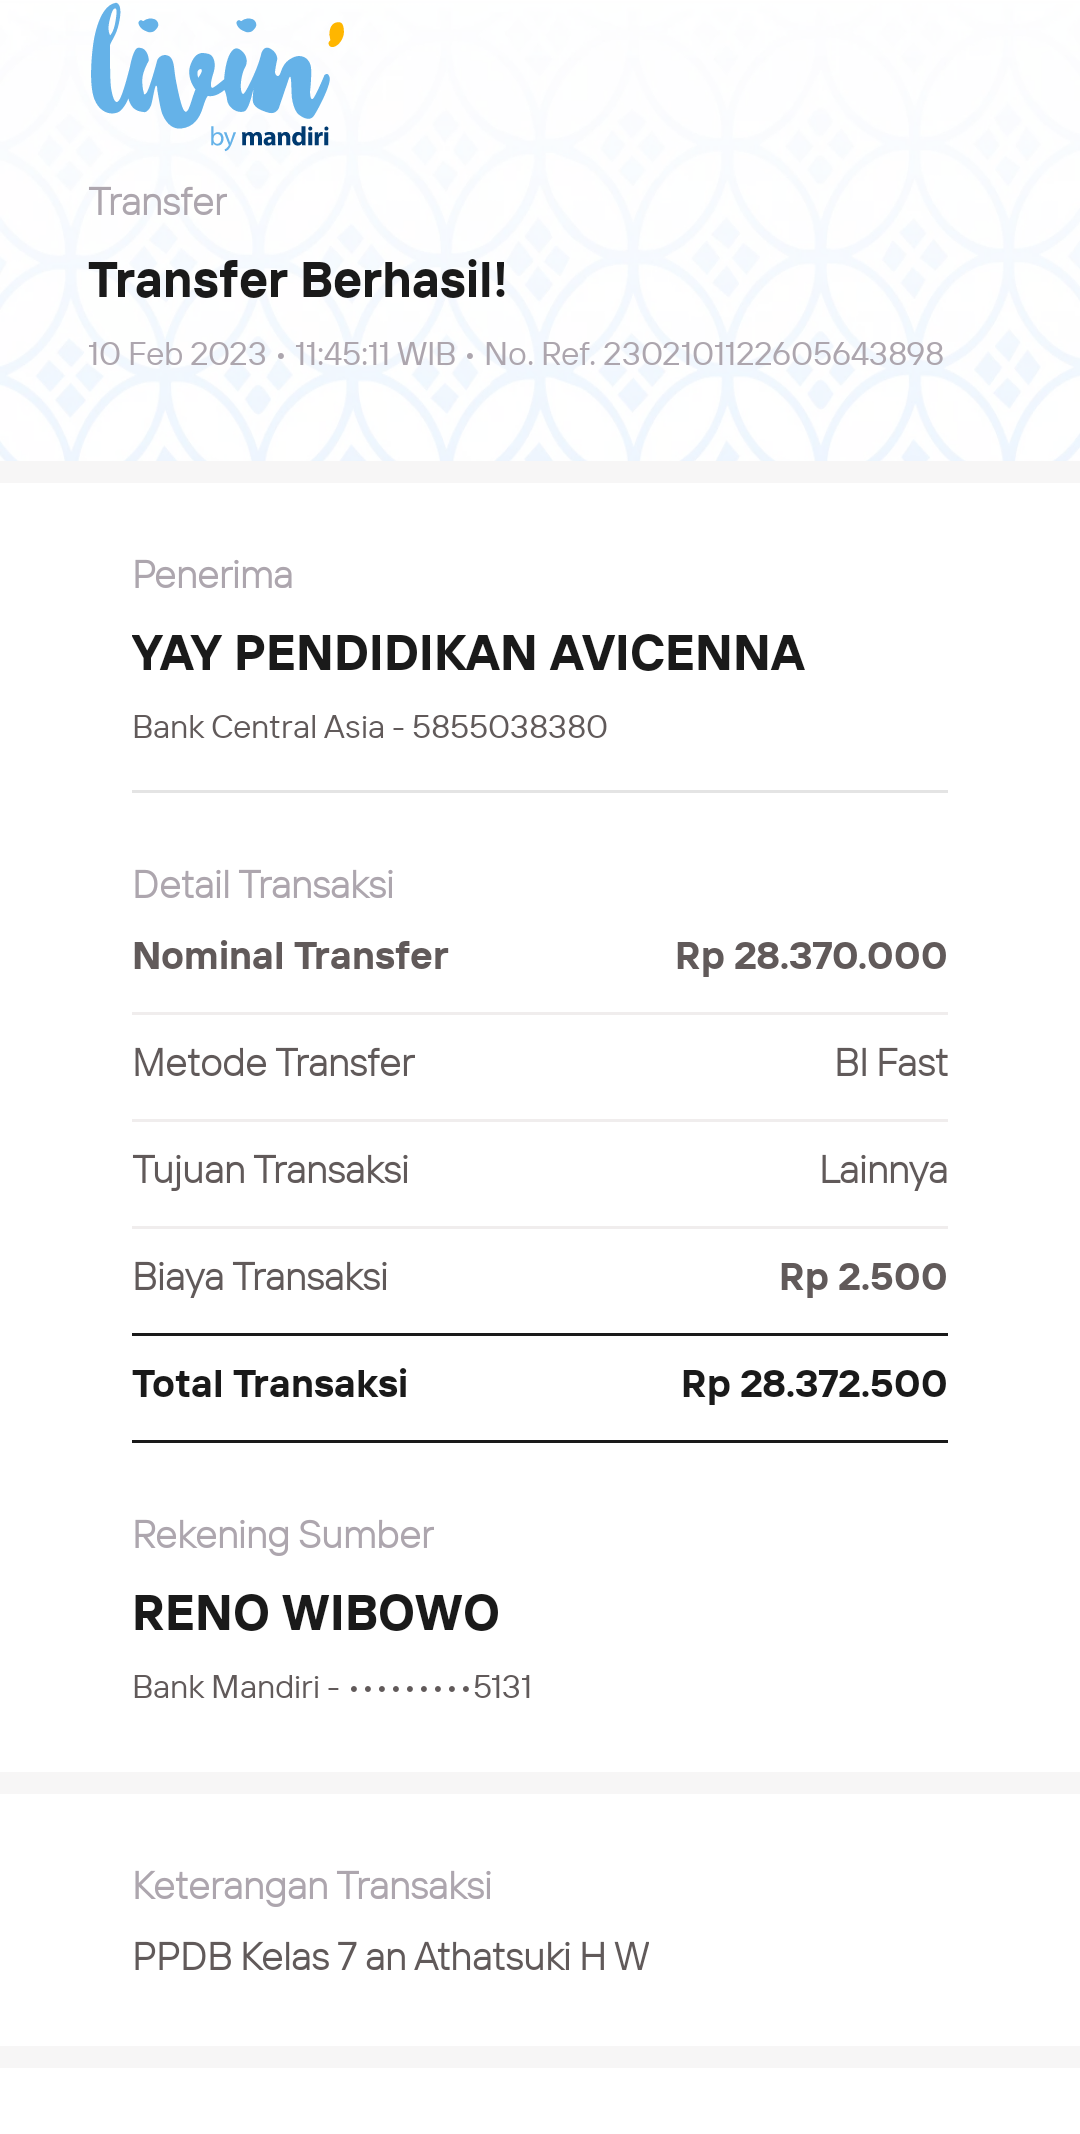 livin'
by mandiri
Transfer
Transfer Berhasil!
10 Feb 2023 • 11:45:11 WIB • No. Ref. 2302101122605643898
Penerima
YAY PENDIDIKAN AVICENNA
Bank Central Asia - 5855038380
Detail Transaksi
Nominal Transfer Rp 28.370.000
Metode Transfer BI Fast
Tujuan Transaksi Lainnya
Biaya Transaksi Rp 2.500
Total Transaksi Rp 28.372.500
Rekening Sumber
RENO WIBOWO
Bank Mandiri - •••••••••5131
Keterangan Transaksi
PPDB Kelas 7 an Athatsuki H W